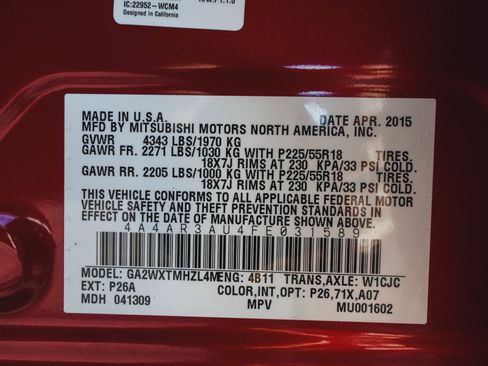 IC:22952-WCM4
Designed in California
MADE IN U.S.A. DATE APR. 2015
MFD BY MITSUBISHI MOTORS NORTH AMERICA, INC.
GVWR 4343 LBS/1970 KG
GAWR FR. 2271 LBS/1030 KG WITH P225/55R18 TIRES,
18X7J RIMS AT 230 KPA/33 PSI COLD.
GAWR RR. 2205 LBS/1000 KG WITH P225/55R18 TIRES,
18X7J RIMS AT 230 KPA/33 PSI COLD.
THIS VEHICLE CONFORMS TO ALL APPLICABLE FEDERAL MOTOR
VEHICLE SAFETY AND THEFT PREVENTION STANDARDS IN
EFFECT ON THE DATE OF MANUFACTURE SHOWN ABOVE.
4A4AR3AU4FE031589
MODEL: GA2WXTMHZL4M ENG: 4B11 TRANS,AXLE: W1CJC
EXT: P26A COLOR,INT,OPT: P26,71X,A07
MDH 041309 MPV MU001602